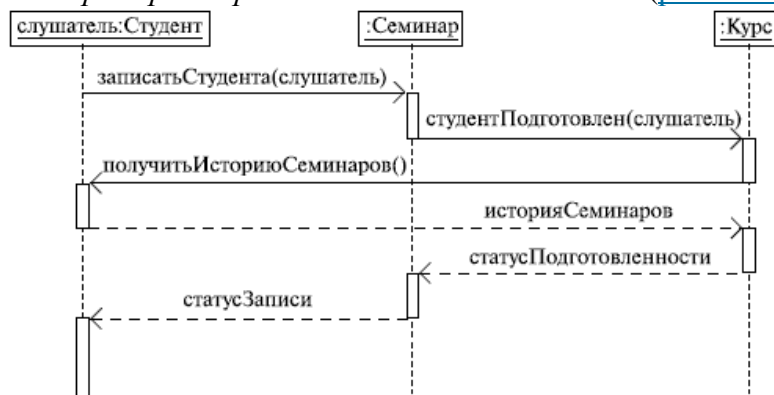 слушатель:Студент
:Семинар
:Курс
записатьСтудента(слушатель)
студентПодготовлен(слушатель)
получитьИсториюСеминаров()
историяСеминаров
статусПодготовленности
статусЗаписи